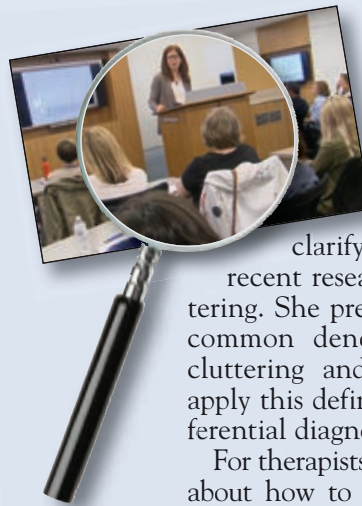 clarify
recent resea
tering. She pre
common deno
cluttering and
apply this defin
ferential diagno
For therapists
about how to